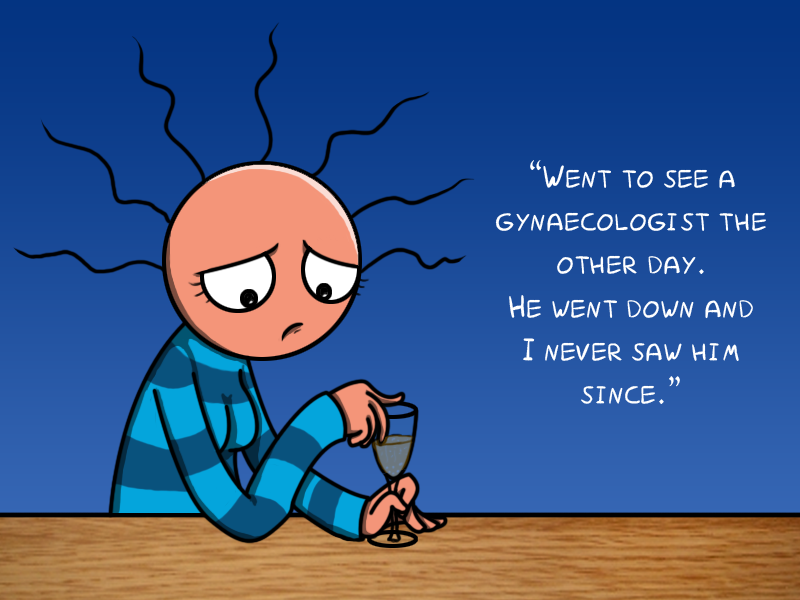 “Went to see a
gynaecologist the
other day.
He went down and
I never saw him
since.”